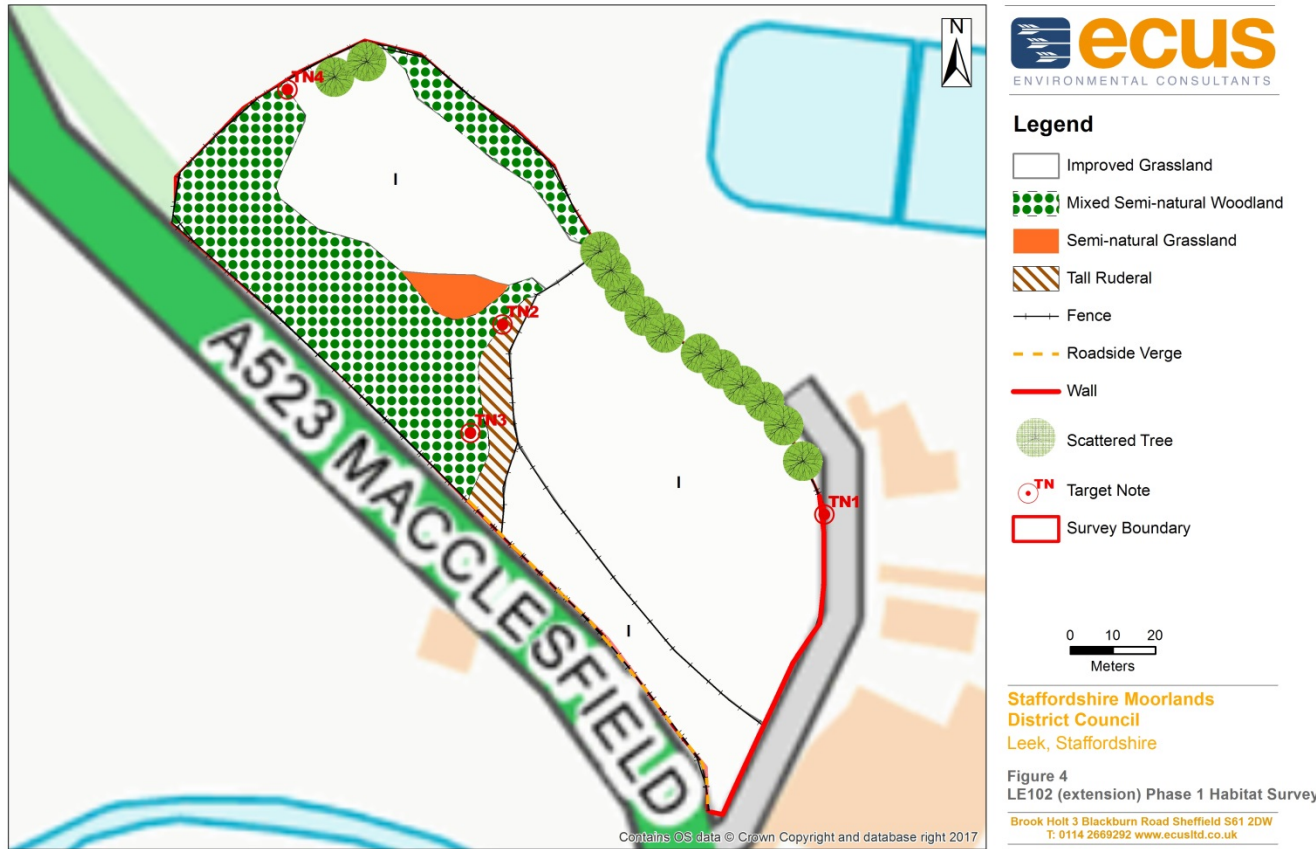 N
TN4
I
TN2
TN3
I
TN1
I
A523 MACCLESFIELD
Contains OS data © Crown Copyright and database right 2017
ecus
ENVIRONMENTAL CONSULTANTS
Legend
Improved Grassland
Mixed Semi-natural Woodland
Semi-natural Grassland
Tall Ruderal
Fence
Roadside Verge
Wall
Scattered Tree
TN
Target Note
Survey Boundary
0 10 20
Meters
Staffordshire Moorlands
District Council
Leek, Staffordshire
Figure 4
LE102 (extension) Phase 1 Habitat Survey
Brook Holt 3 Blackburn Road Sheffield S61 2DW
T: 0114 2669292 www.ecusltd.co.uk